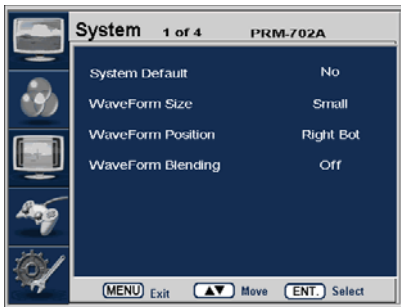 System 1 of 4 PRM-702A
System Default No
WaveForm Size Small
WaveForm Position Right Bot
WaveForm Blending Off
MENU Exit ▲▼ Move ENT. Select